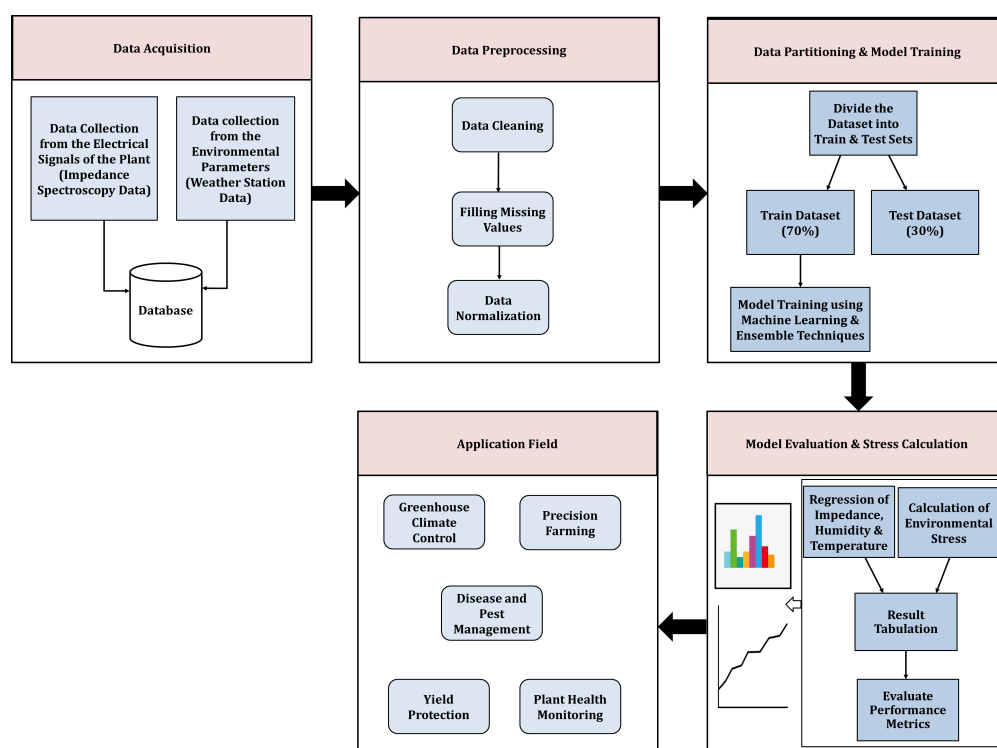 Data Acquisition
Data Collection
from the Electrical
Signals of the Plant
(Impedance
Spectroscopy Data)
Data collection
from the
Environmental
Parameters
(Weather Station
Data)
Database
Data Preprocessing
Data Cleaning
Filling Missing
Values
Data
Normalization
Data Partitioning & Model Training
Divide the
Dataset into
Train & Test Sets
Train Dataset
(70%)
Test Dataset
(30%)
Model Training using
Machine Learning &
Ensemble Techniques
Model Evaluation & Stress Calculation
Regression of
Impedance,
Humidity &
Temperature
Calculation of
Environmental
Stress
Result
Tabulation
Evaluate
Performance
Metrics
Application Field
Greenhouse
Climate
Control
Precision
Farming
Disease and
Pest
Management
Yield
Protection
Plant Health
Monitoring